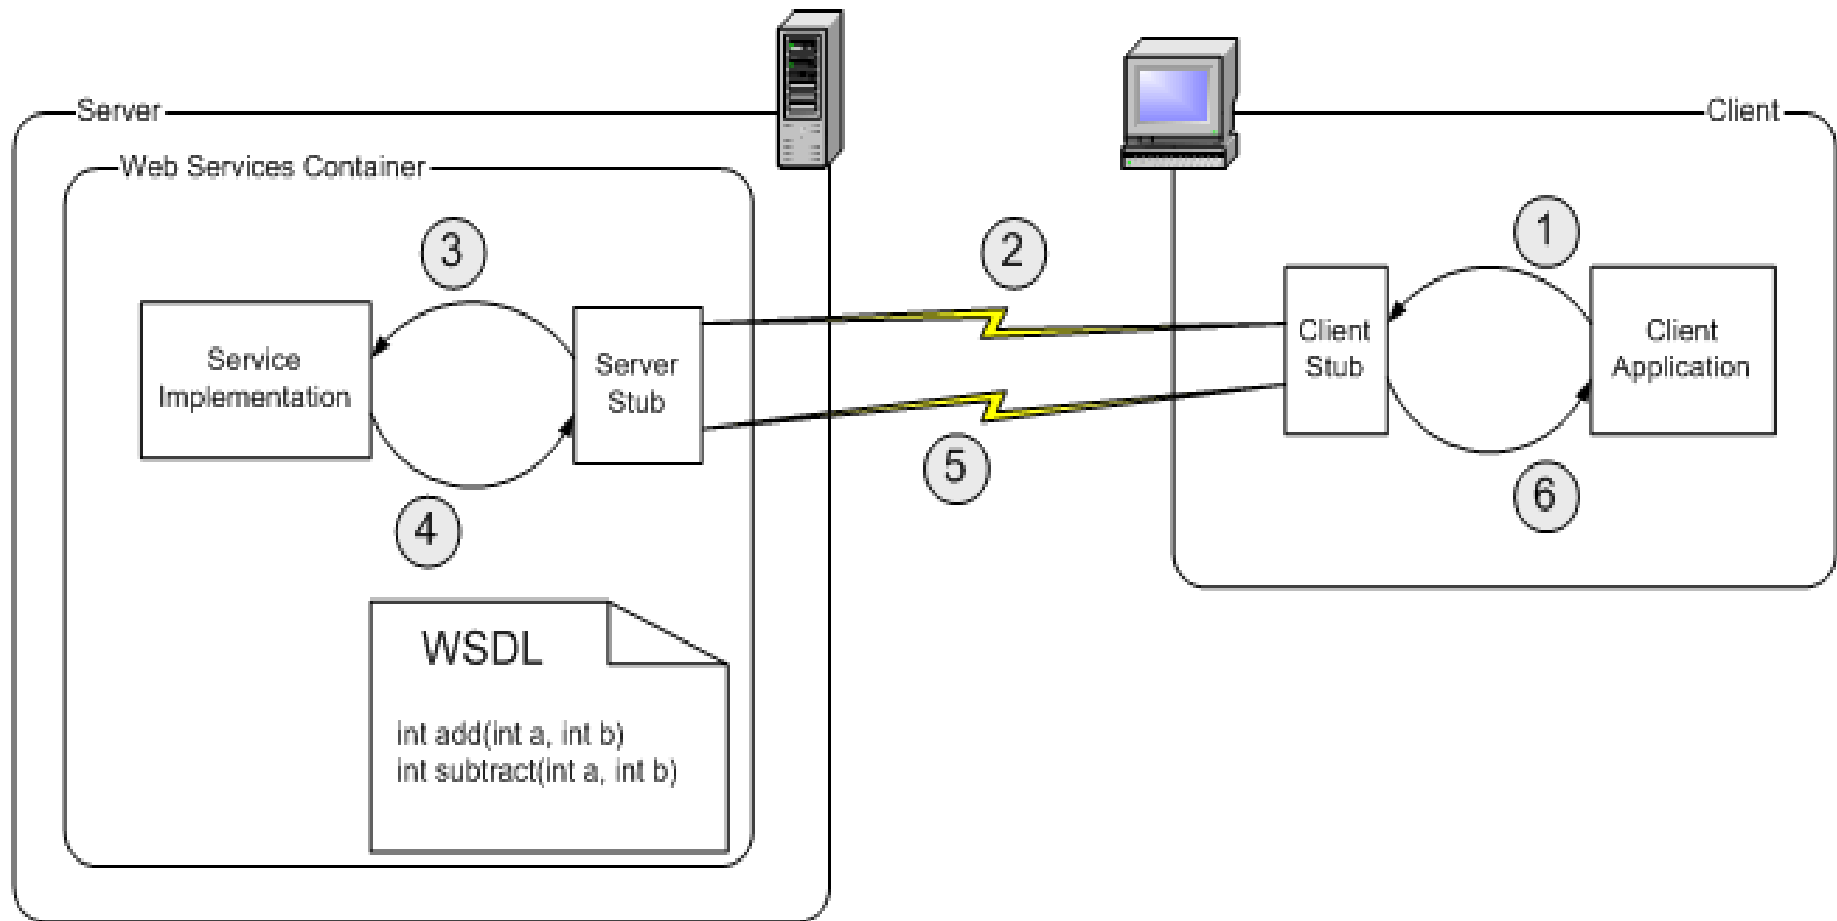 Server
Client
Web Services Container
3
2
1
Service
Implementation
Server
Stub
Client
Stub
Client
Application
4
5
6
WSDL
int add(int a, int b)
int subtract(int a, int b)